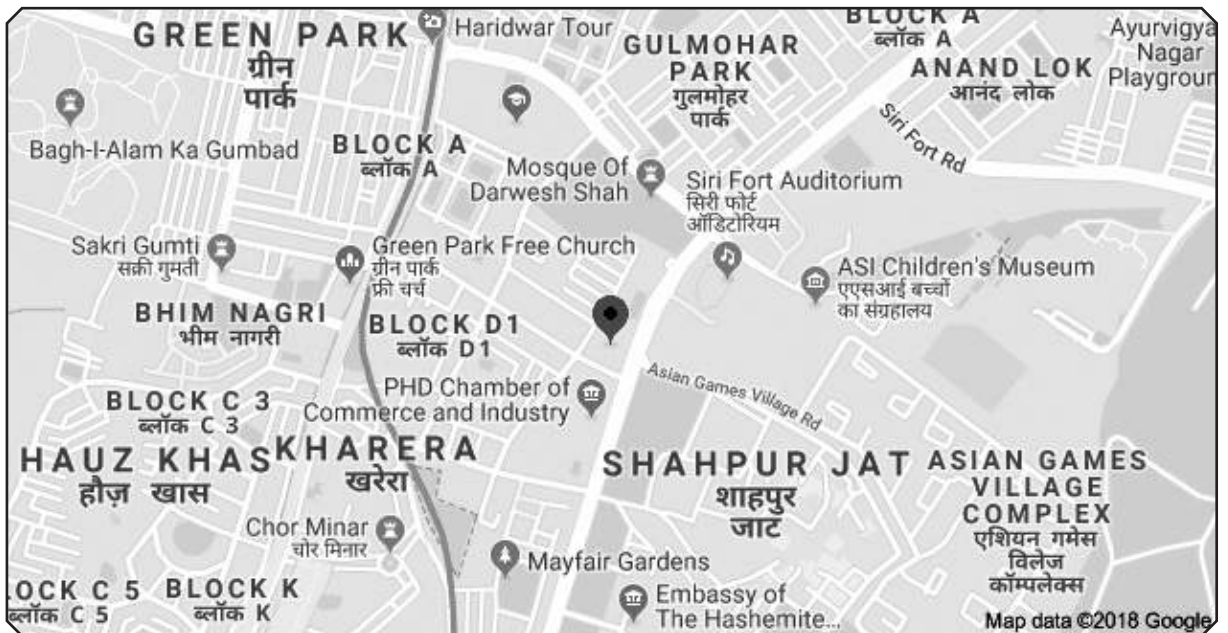 GREEN PARK
ग्रीन
पार्क
Haridwar Tour
GULMOHAR
PARK
गुलमोहर
पार्क
BLOCK A
ब्लॉक A
ANAND LOK
आनंद लोक
Ayurvigya
Nagar
Playgroun
Siri Fort Rd
Bagh-I-Alam Ka Gumbad
BLOCK A
ब्लॉक A
Mosque Of
Darwesh Shah
Siri Fort Auditorium
सिरी फोर्ट
ऑडिटोरियम
Sakri Gumti
सक्री गुमती
Green Park Free Church
ग्रीन पार्क
फ्री चर्च
ASI Children's Museum
एएसआई बच्चों
का संग्रहालय
BHIM NAGRI
भीम नागरी
BLOCK D1
ब्लॉक D1
PHD Chamber of
Commerce and Industry
Asian Games Village Rd
BLOCK C 3
ब्लॉक C 3
HAUZ KHAS
हौज़ खास
KHARERA
खरेरा
SHAHPUR JAT
शाहपुर
जाट
ASIAN GAMES
VILLAGE
COMPLEX
एशियन गमेस
विलेज
कॉम्पलेक्स
Chor Minar
चोर मिनार
Mayfair Gardens
LOCK C 5
ब्लॉक C 5
BLOCK K
ब्लॉक K
Embassy of
The Hashemite...
Map data ©2018 Google